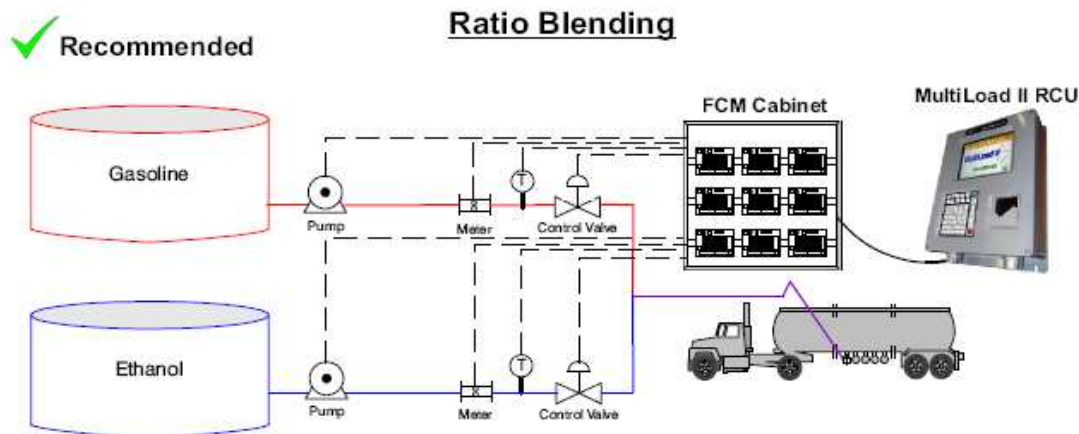 Ratio Blending
Recommended
FCM Cabinet
MultiLoad II RCU
Gasoline
T
Pump
Meter
Control Valve
Ethanol
T
Pump
Meter
Control Valve